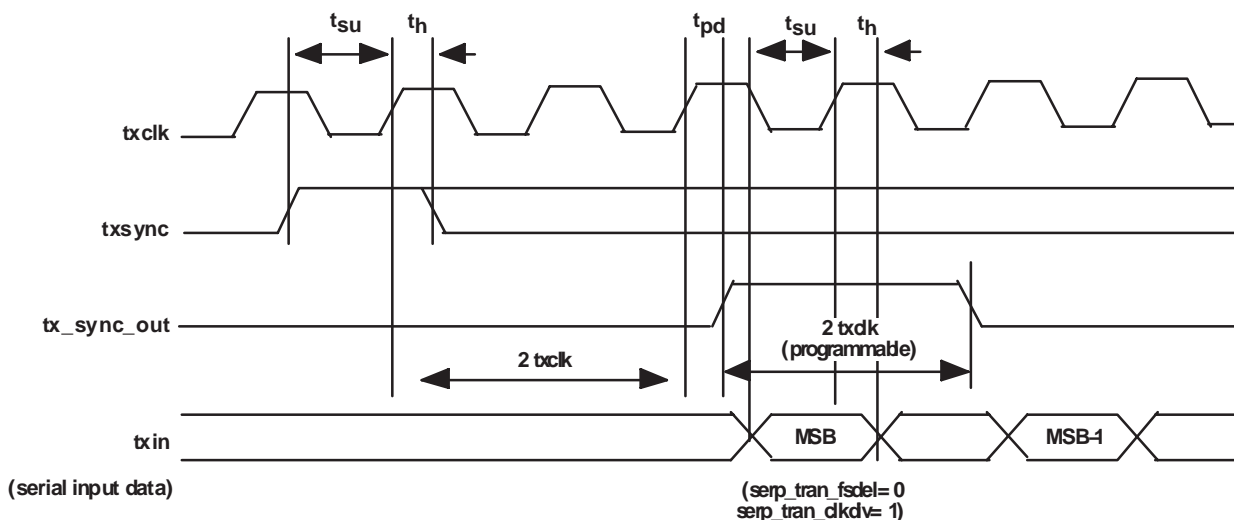 tsu th tpd tsu th
txclk
txsync
tx_sync_out
2 txclk
(programmable)
2 txclk
txin MSB MSB-1
(serial input data)
(serp_tran_fsdel= 0
serp_tran_clkdv= 1)